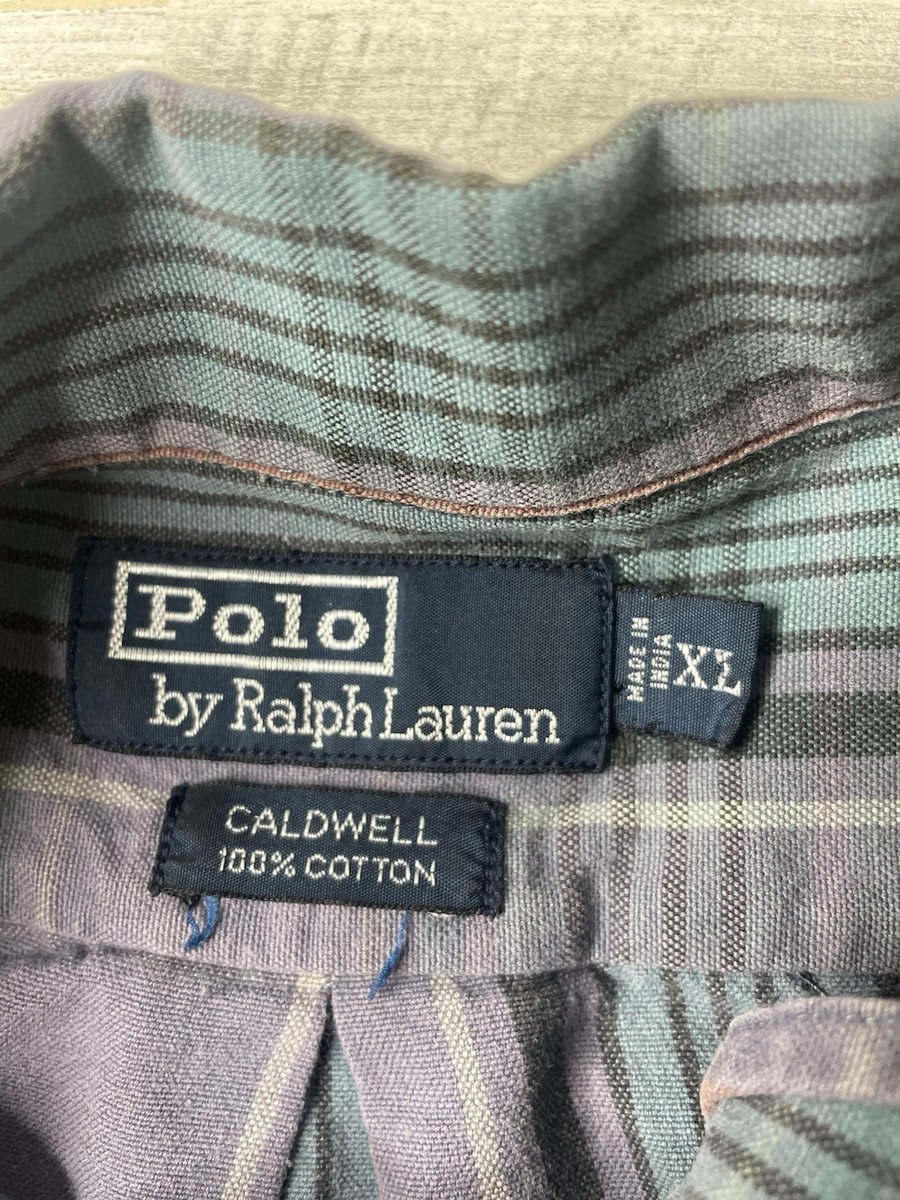 Polo
by Ralph Lauren
MADE IN
INDIA
XL
CALDWELL
100% COTTON